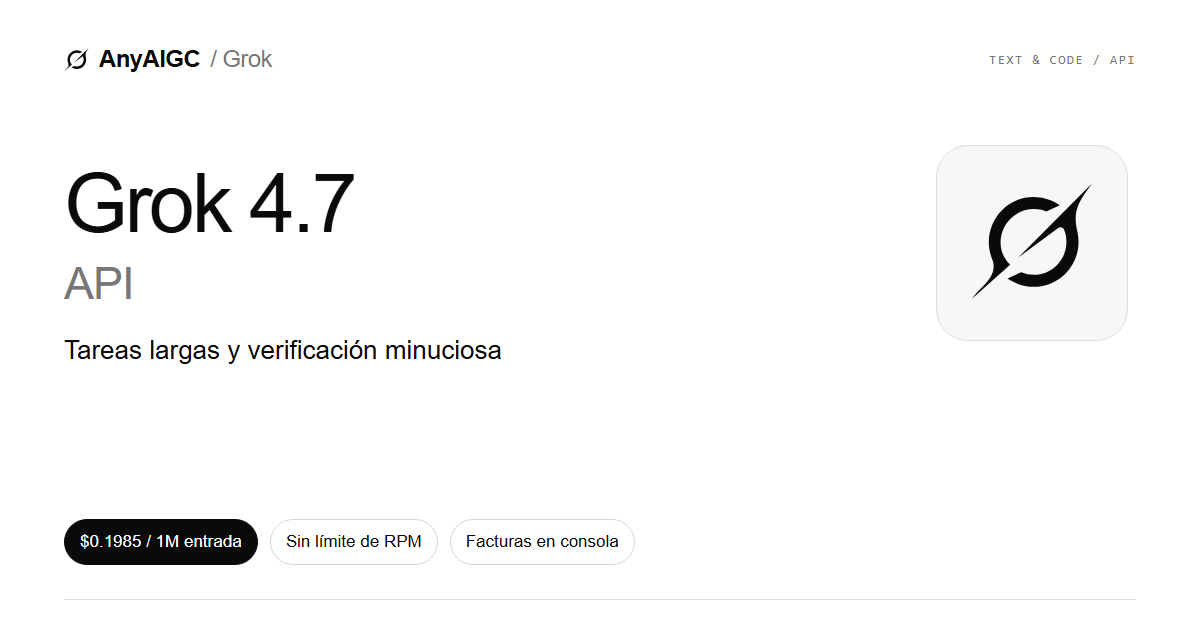 AnyAIGC / Grok
TEXT & CODE / API
Grok 4.7
API
Tareas largas y verificación minuciosa
$0.1985 / 1M entrada
Sin límite de RPM
Facturas en consola